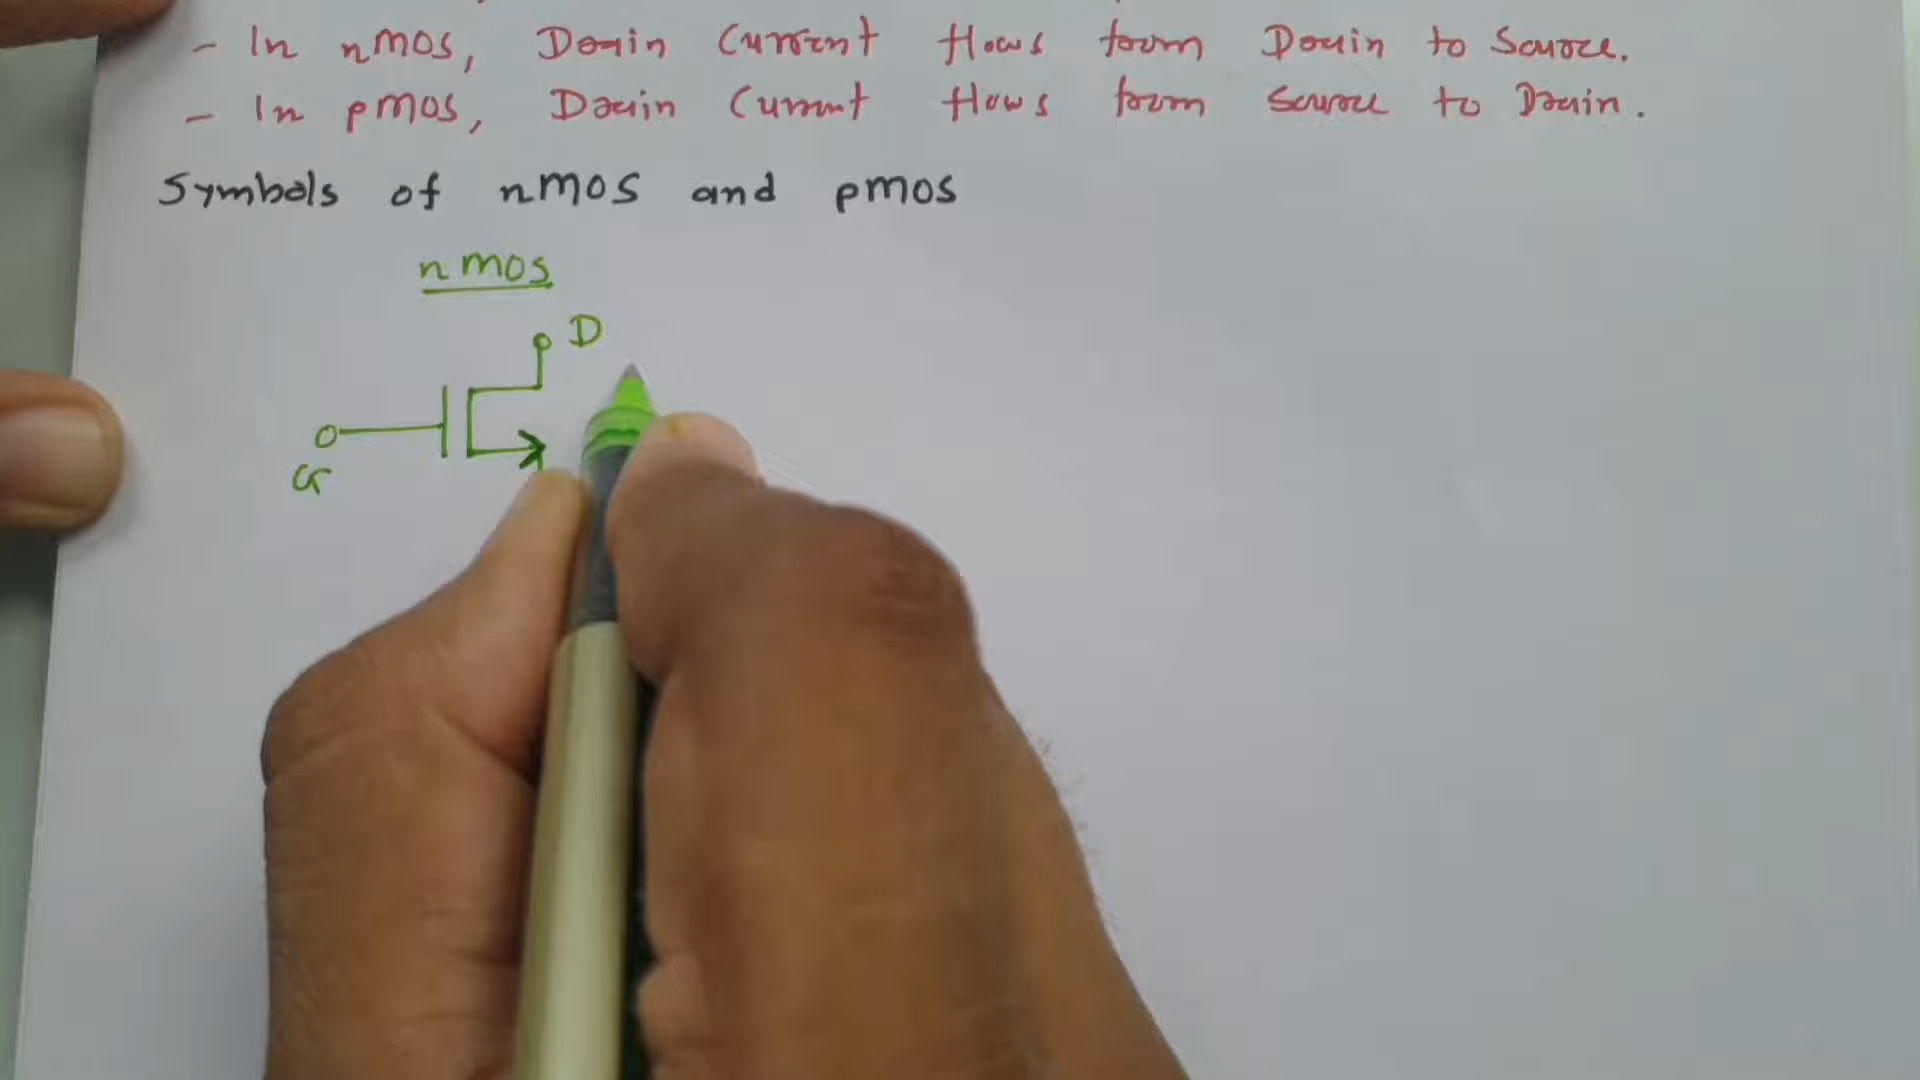 - In nMOS, Drain Current flows from Drain to Source.
- In pMOS, Drain Current flows from Source to Drain.
Symbols of nMOS and pMOS
nMOS
D
G